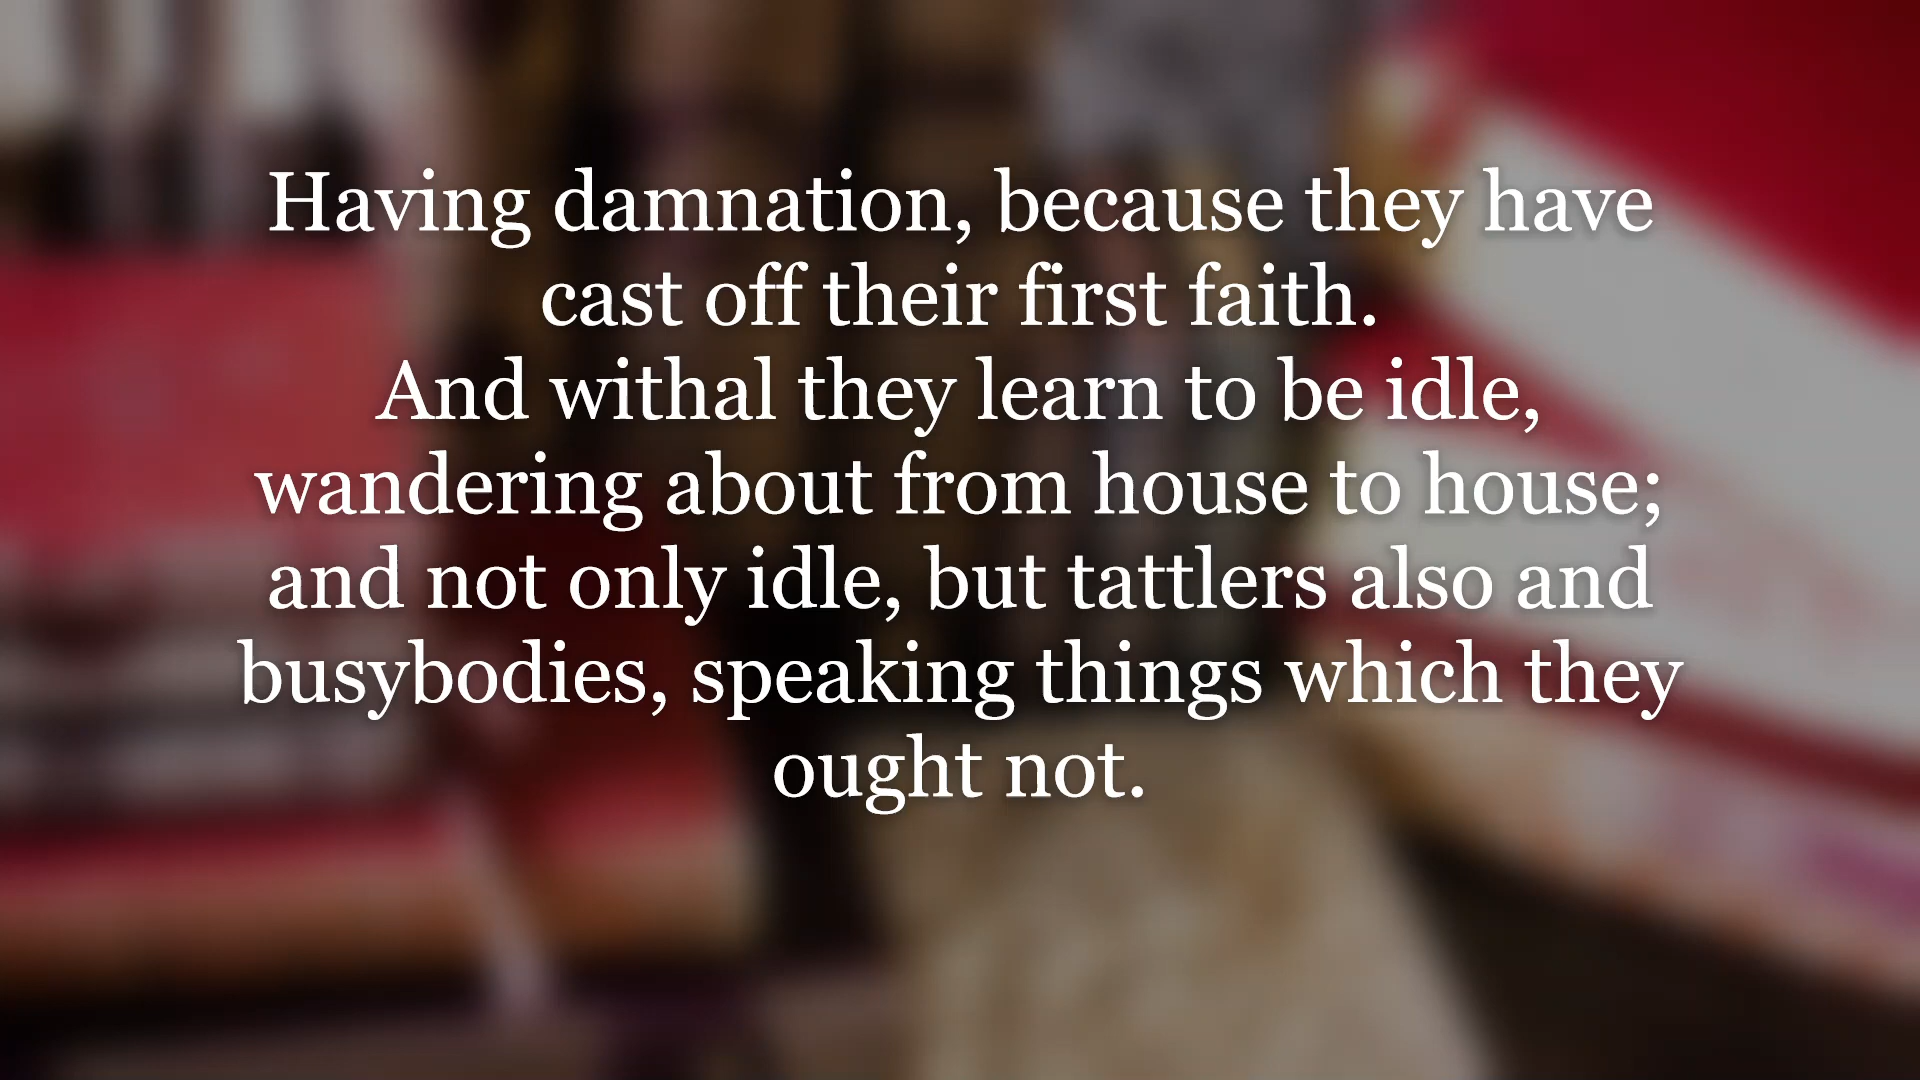 Having damnation, because they have
cast off their first faith.
And withal they learn to be idle,
wandering about from house to house;
and not only idle, but tattlers also and
busybodies, speaking things which they
ought not.